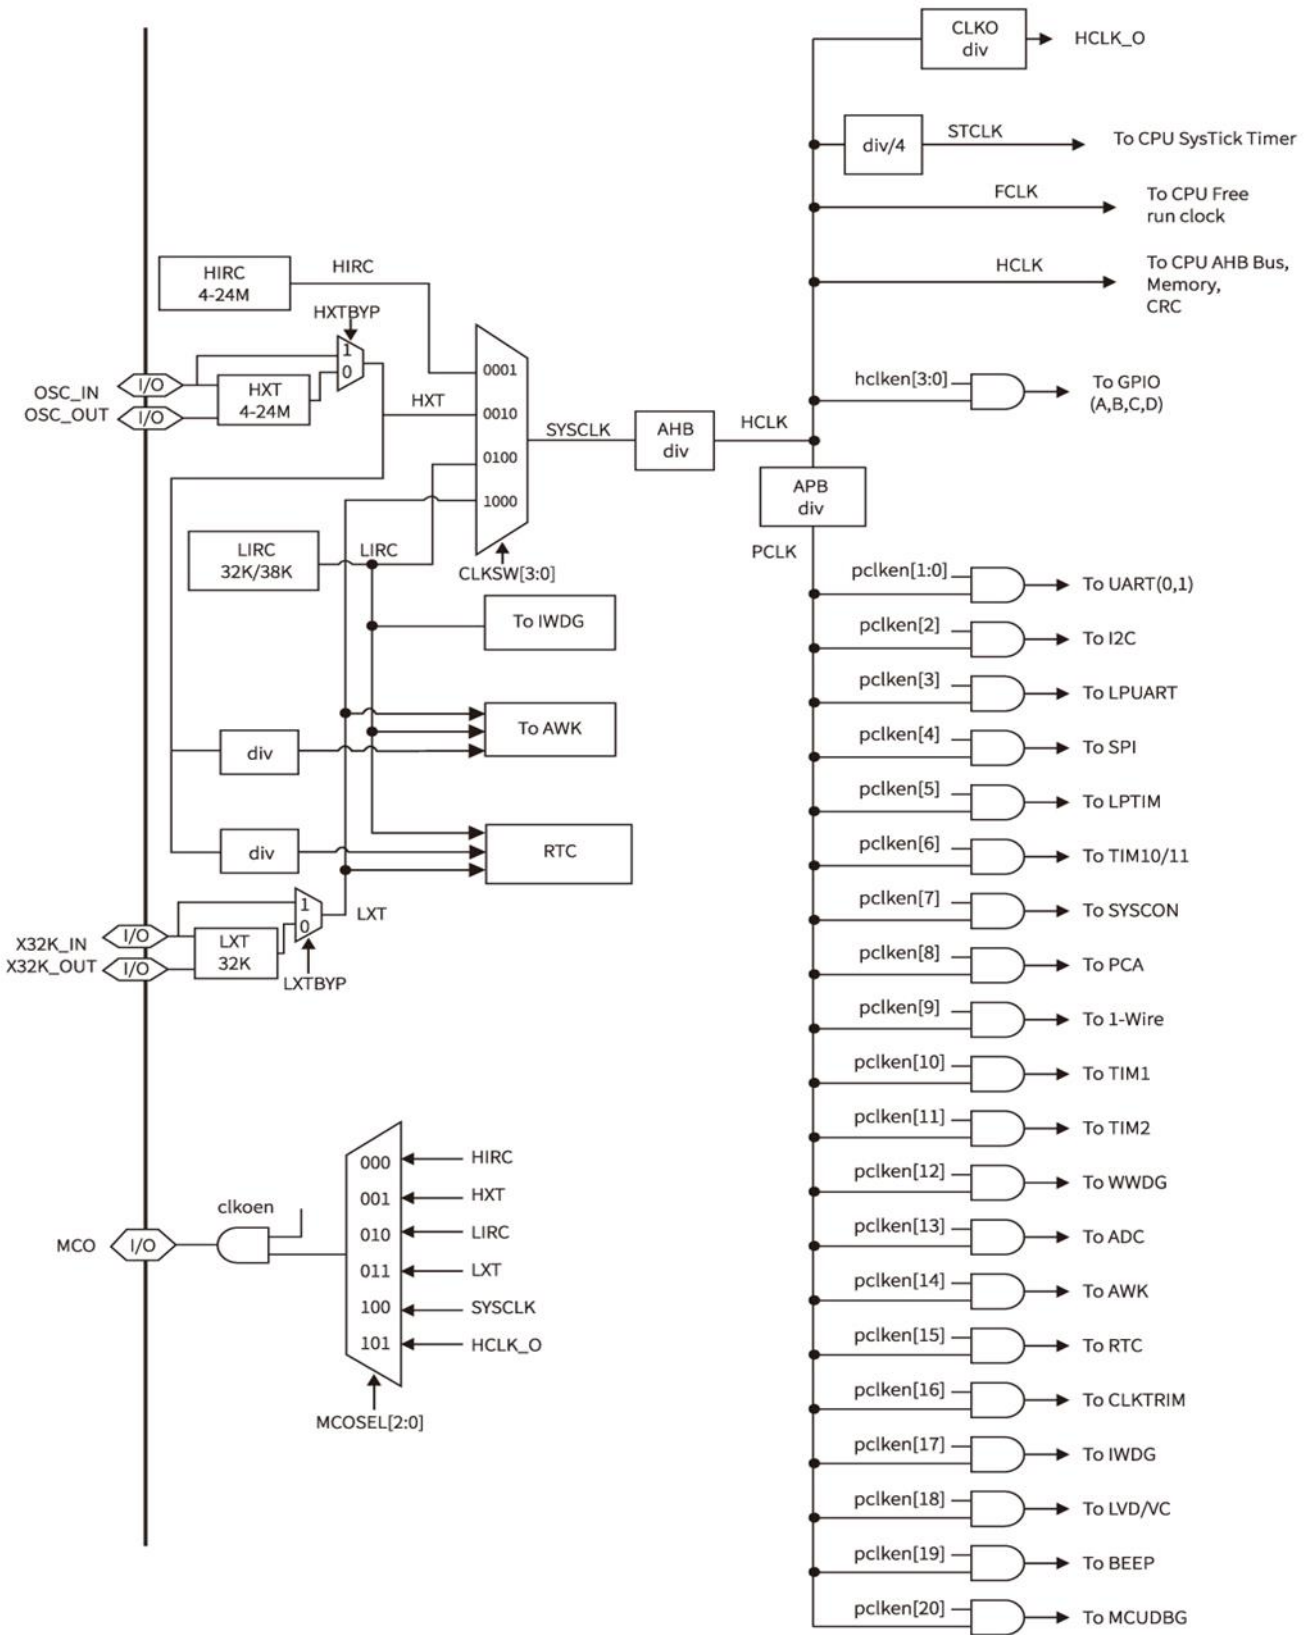 CLKO
div
HCLK_O
div/4
STCLK
To CPU SysTick Timer
FCLK
To CPU Free
run clock
HCLK
To CPU AHB Bus,
Memory,
CRC
HIRC
4-24M
HIRC
HXTBYP
1
0
OSC_IN
I/O
OSC_OUT
I/O
HXT
4-24M
HXT
0001
0010
0100
1000
CLKSW[3:0]
SYSCLK
AHB
div
HCLK
hclken[3:0]
To GPIO
(A,B,C,D)
APB
div
PCLK
LIRC
32K/38K
LIRC
To IWDG
To AWK
div
div
RTC
X32K_IN
I/O
X32K_OUT
I/O
LXT
32K
1
0
LXT
LXTBYP
pclken[1:0]
To UART(0,1)
pclken[2]
To I2C
pclken[3]
To LPUART
pclken[4]
To SPI
pclken[5]
To LPTIM
pclken[6]
To TIM10/11
pclken[7]
To SYSCON
pclken[8]
To PCA
pclken[9]
To 1-Wire
pclken[10]
To TIM1
pclken[11]
To TIM2
pclken[12]
To WWDG
pclken[13]
To ADC
pclken[14]
To AWK
pclken[15]
To RTC
pclken[16]
To CLKTRIM
pclken[17]
To IWDG
pclken[18]
To LVD/VC
pclken[19]
To BEEP
pclken[20]
To MCUDBG
MCO
I/O
clkoen
000
HIRC
001
HXT
010
LIRC
011
LXT
100
SYSCLK
101
HCLK_O
MCOSEL[2:0]